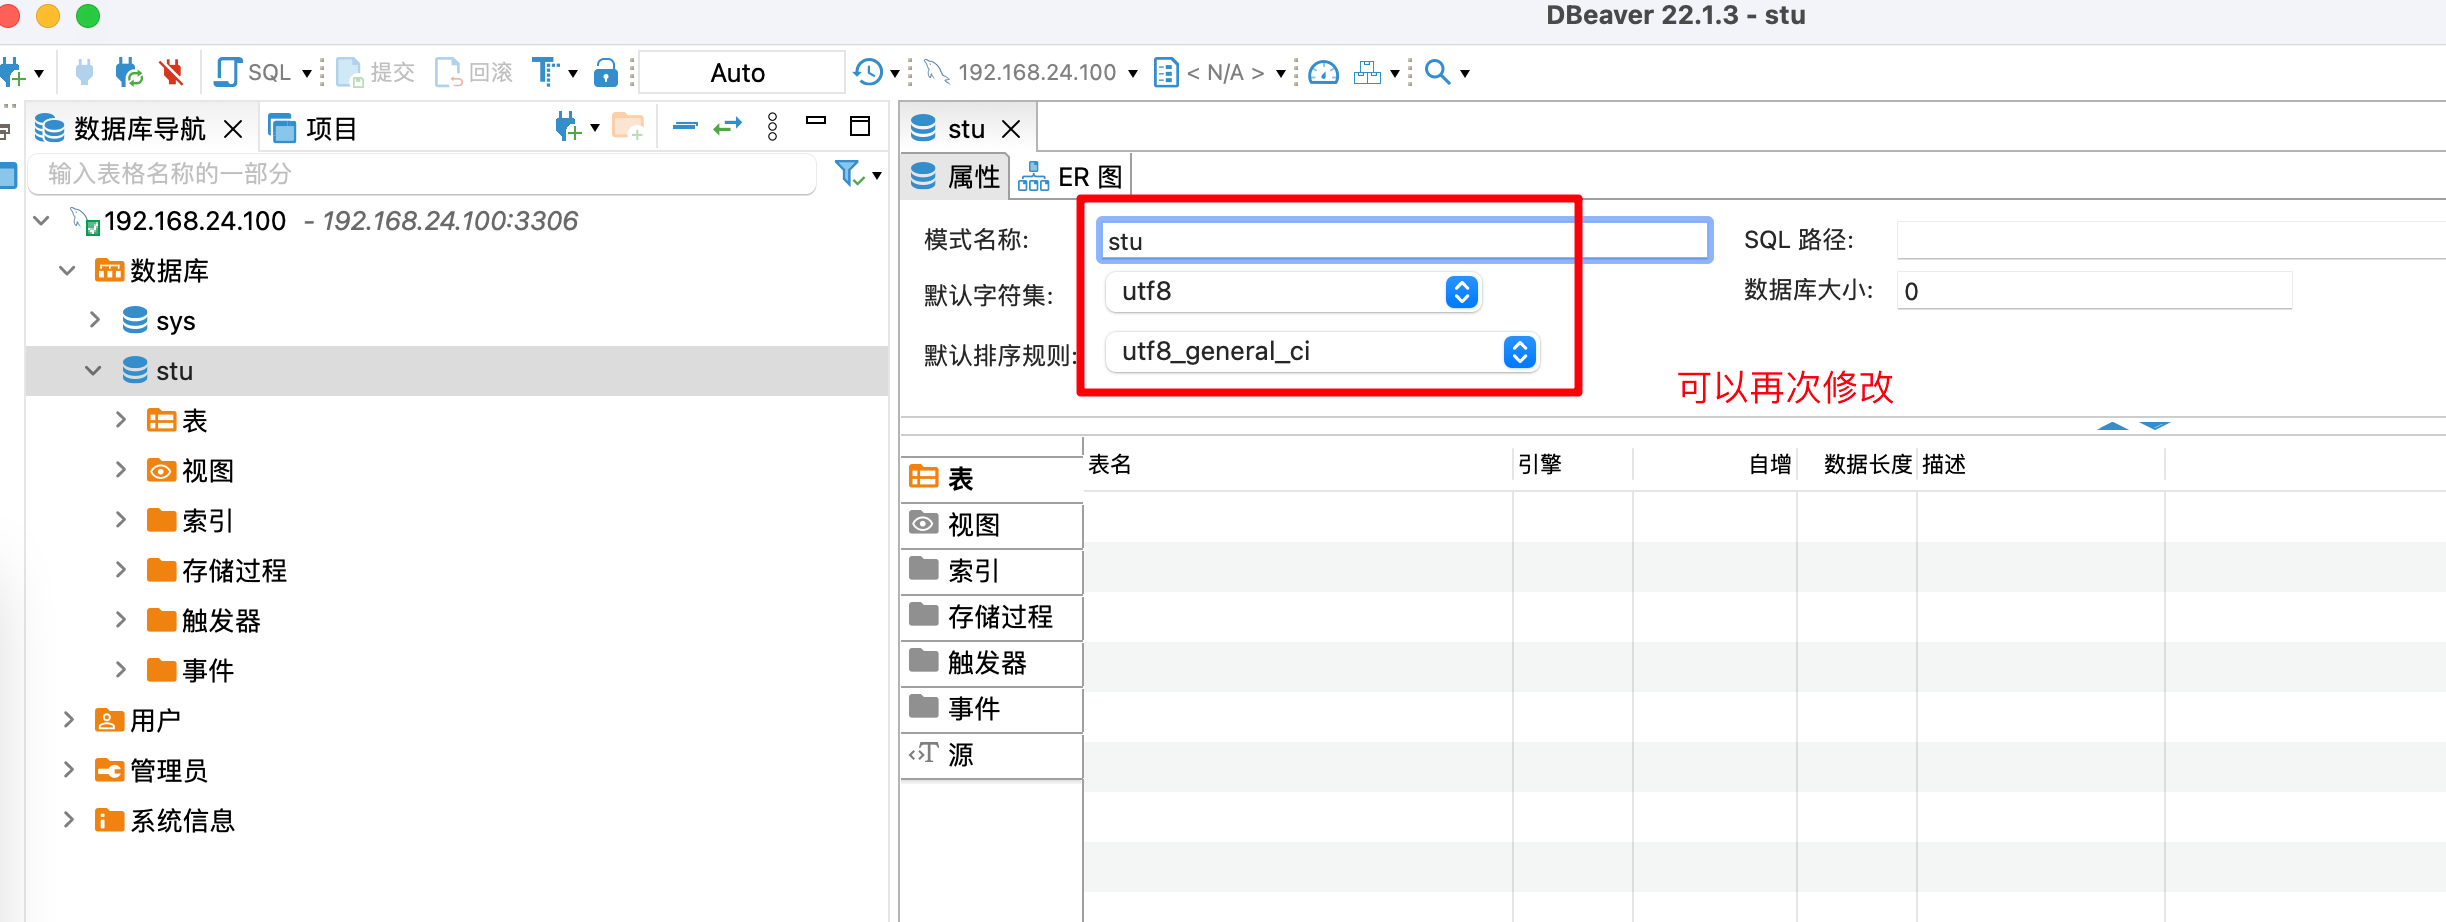 DBeaver 22.1.3 - stu
SQL
提交
回滚
Auto
192.168.24.100
< N/A >
数据库导航
项目
输入表格名称的一部分
192.168.24.100 - 192.168.24.100:3306
数据库
sys
stu
表
视图
索引
存储过程
触发器
事件
用户
管理员
系统信息
stu
属性
ER 图
模式名称:
stu
SQL 路径:
默认字符集:
utf8
数据库大小:
0
默认排序规则:
utf8_general_ci
可以再次修改
表
视图
索引
存储过程
触发器
事件
源
表名
引擎
自增
数据长度
描述